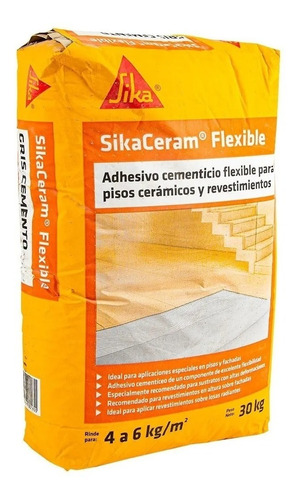 Sika
®
SikaCeram® Flexible
Adhesivo cementicio flexible para
pisos cerámicos y revestimientos
• Ideal para aplicaciones especiales en pisos y fachadas
• Adhesivo cementiceo de un componente de excelente flexibilidad
• Especialmente recomendado para sustratos con altas deformaciones
• Recomendado para revestimientos en altura sobre fachadas
• Ideal para aplicar revestimientos sobre losas radiantes
Rinde
para:
4 a 6 kg/m²
Peso
Neto:
30 kg
SikaCeram® Flexible
GRIS CEMENTO